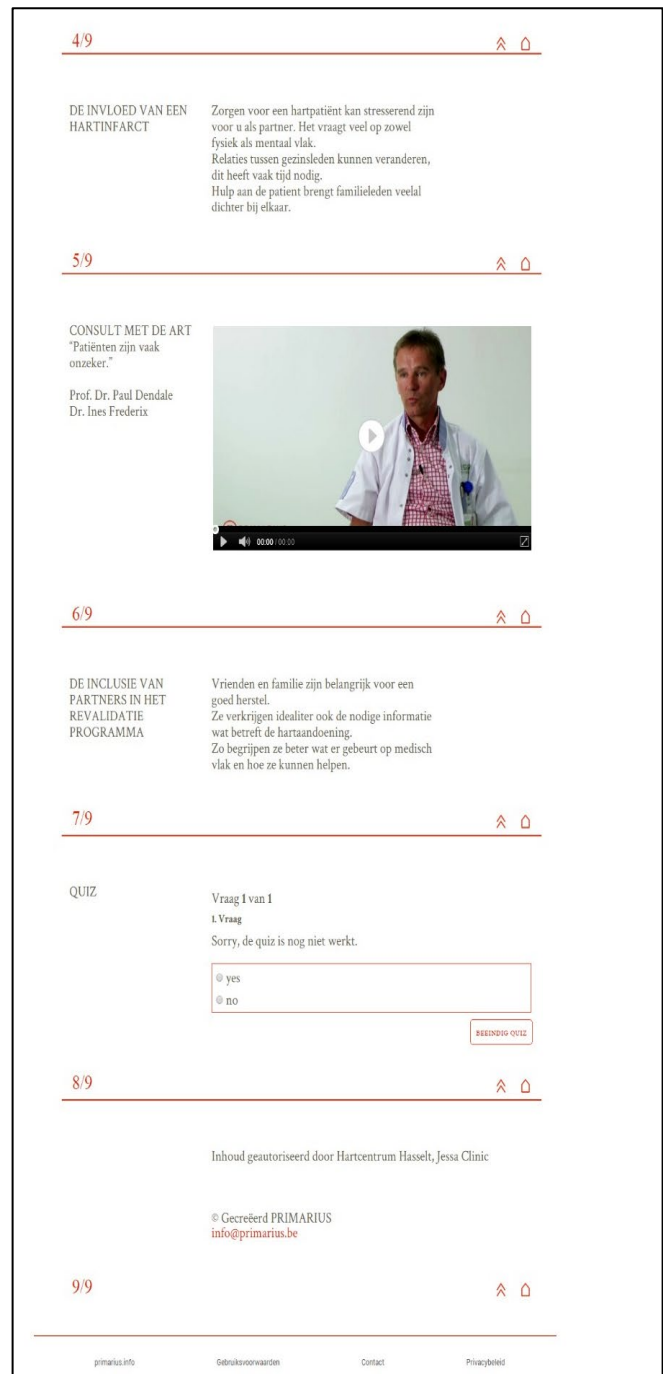 4/9
DE INVLOED VAN EEN
HARTINFARCT
Zorgen voor een hartpatiënt kan stresserend zijn
voor u als partner. Het vraagt veel op zowel
fysiek als mentaal vlak.
Relaties tussen gezinsleden kunnen veranderen,
dit heeft vaak tijd nodig.
Hulp aan de patient brengt familieleden veelal
dichter bij elkaar.
5/9
CONSULT MET DE ART
“Patiënten zijn vaak
onzeker.”
Prof. Dr. Paul Dendale
Dr. Ines Frederix
00:00 / 00:00
6/9
DE INCLUSIE VAN
PARTNERS IN HET
REVALIDATIE
PROGRAMMA
Vrienden en familie zijn belangrijk voor een
goed herstel.
Ze verkrijgen idealiter ook de nodige informatie
wat betreft de hartaandoening.
Zo begrijpen ze beter wat er gebeurt op medisch
vlak en hoe ze kunnen helpen.
7/9
QUIZ
Vraag 1 van 1
1. Vraag
Sorry, de quiz is nog niet werkt.
yes
no
BEEINDIG QUIZ
8/9
Inhoud geautoriseerd door Hartcentrum Hasselt, Jessa Clinic
© Gecreëerd PRIMARIUS
info@primarius.be
9/9
primarius.info Gebruiksvoorwaarden Contact Privacybeleid